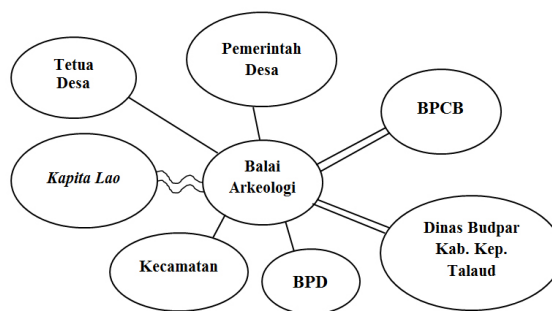 Pemerintah
Desa
Tetua
Desa
BPCB
Kapita Lao
Balai
Arkeologi
Dinas Budpar
Kab. Kep.
Talaud
Kecamatan
BPD